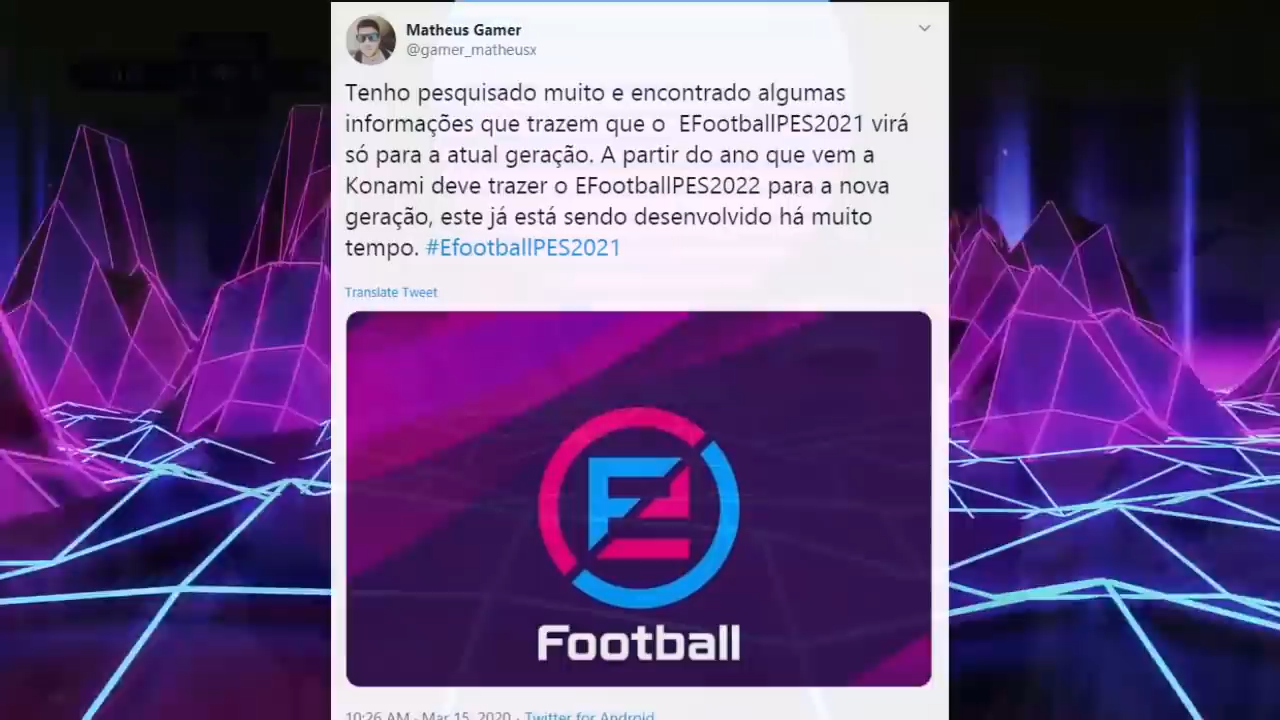 Matheus Gamer
@gamer_matheusx
Tenho pesquisado muito e encontrado algumas
informações que trazem que o EFootballPES2021 virá
só para a atual geração. A partir do ano que vem a
Konami deve trazer o EFootballPES2022 para a nova
geração, este já está sendo desenvolvido há muito
tempo. #EfootballPES2021
Translate Tweet
Football
10:26 AM · Mar 15, 2020 · Twitter for Android